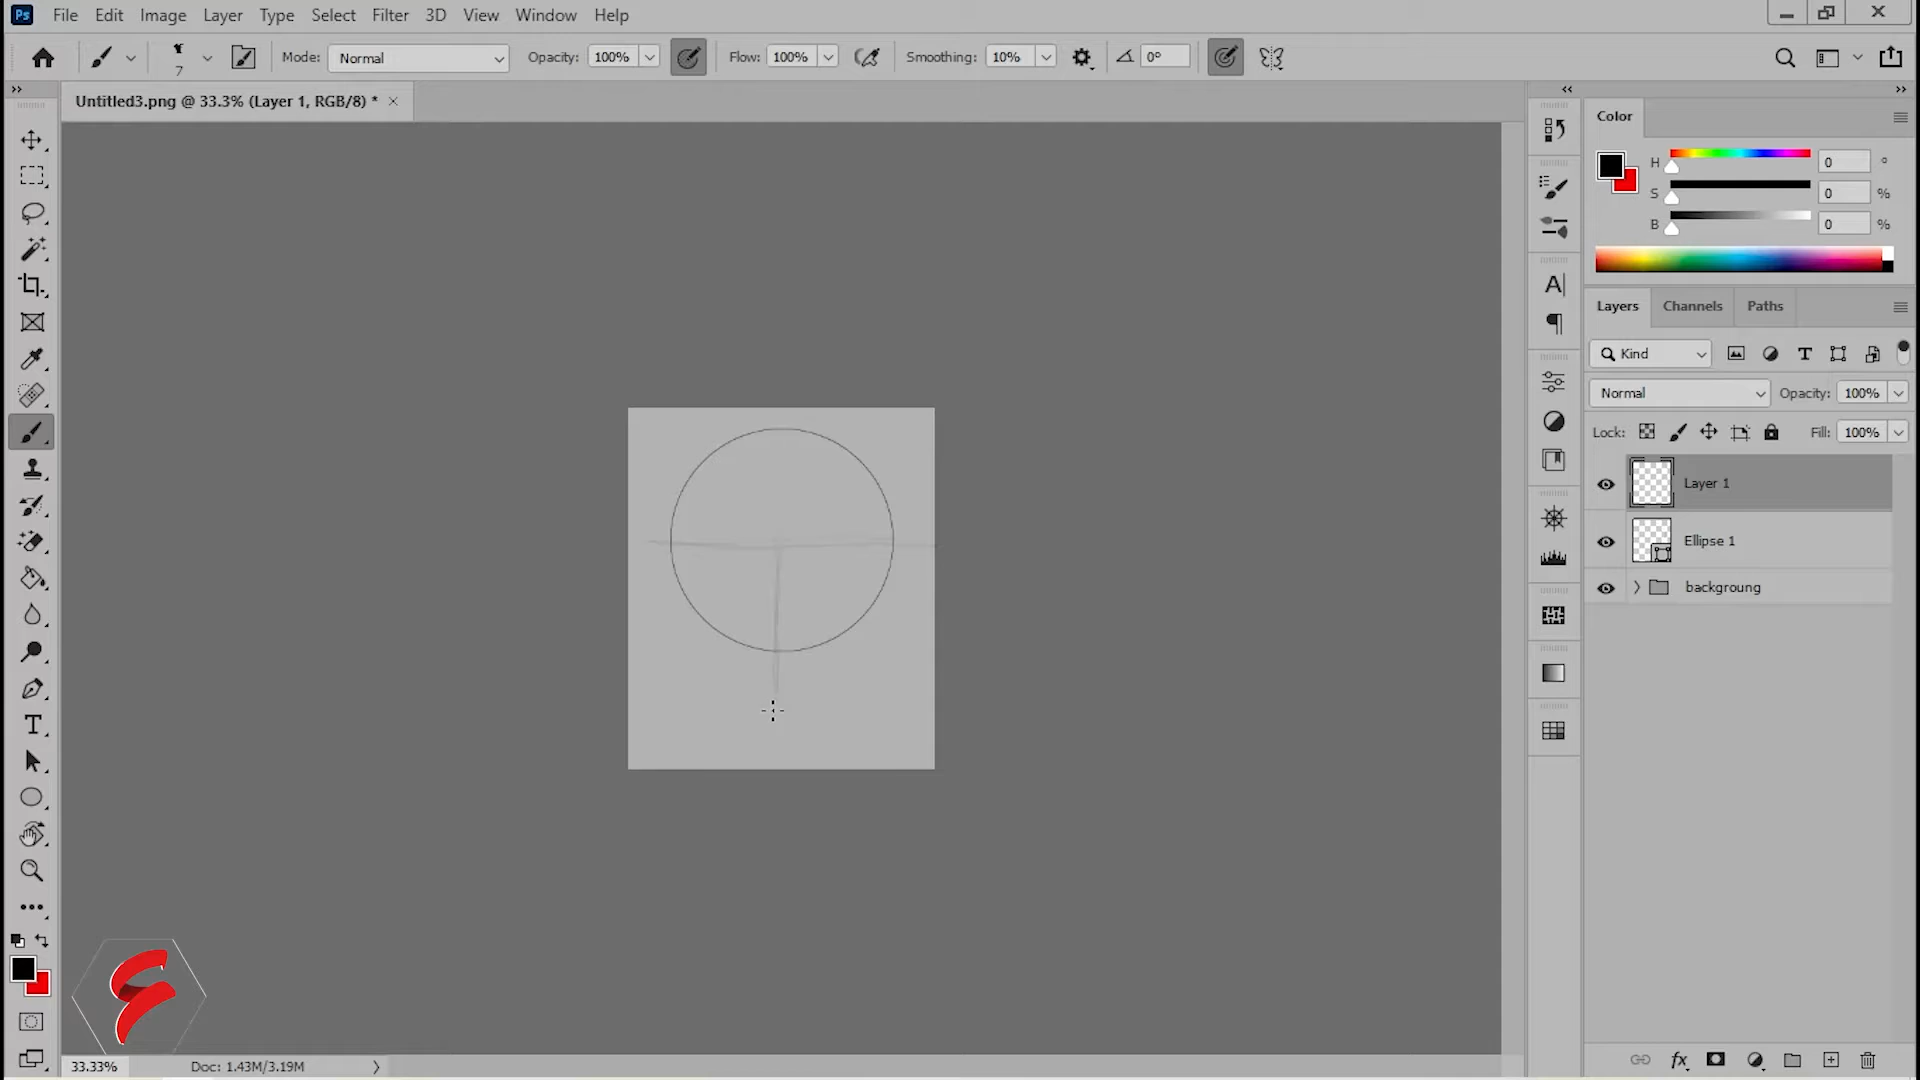 Ps File Edit Image Layer Type Select Filter 3D View Window Help
7 Mode: Normal Opacity: 100% Flow: 100% Smoothing: 10% 0°
Untitled3.png @ 33.3% (Layer 1, RGB/8) *
Color
H 0 °
S 0 %
B 0 %
Layers Channels Paths
Kind
Normal Opacity: 100%
Lock: Fill: 100%
Layer 1
Ellipse 1
backgroung
33.33% Doc: 1.43M/3.19M